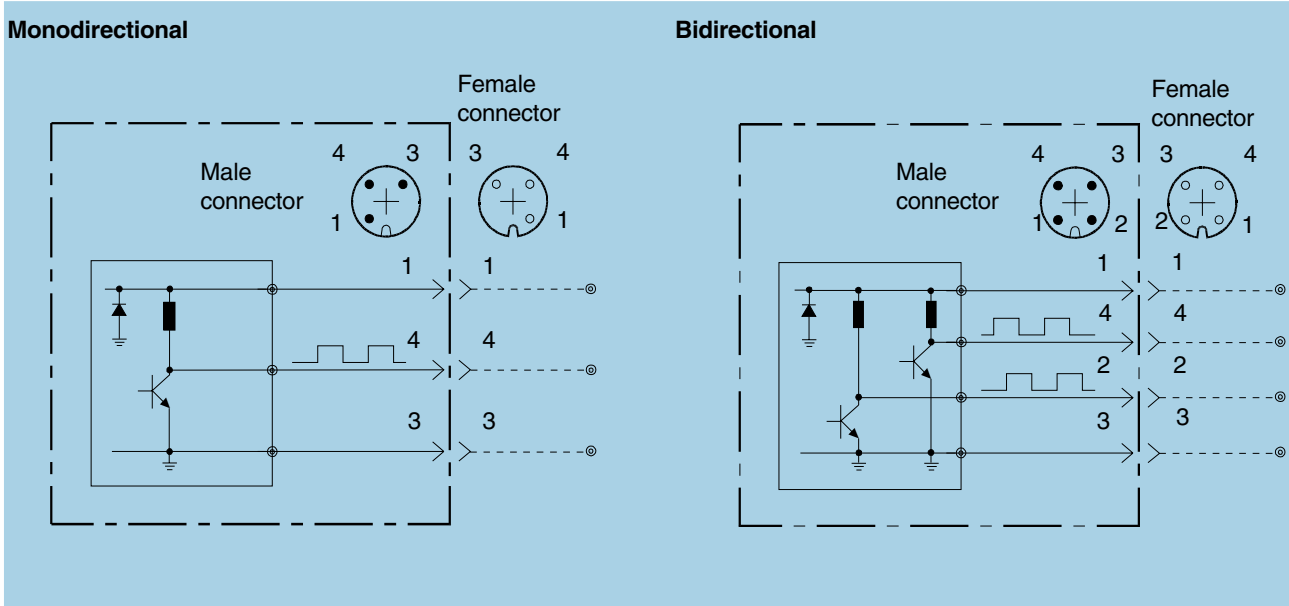 Monodirectional
Bidirectional
Female
connector
Male
connector
4 3
1
3 4
1
1 1
4 4
3 3
Female
connector
Male
connector
4 3
1 2
3 4
2 1
1 1
4 4
2 2
3 3